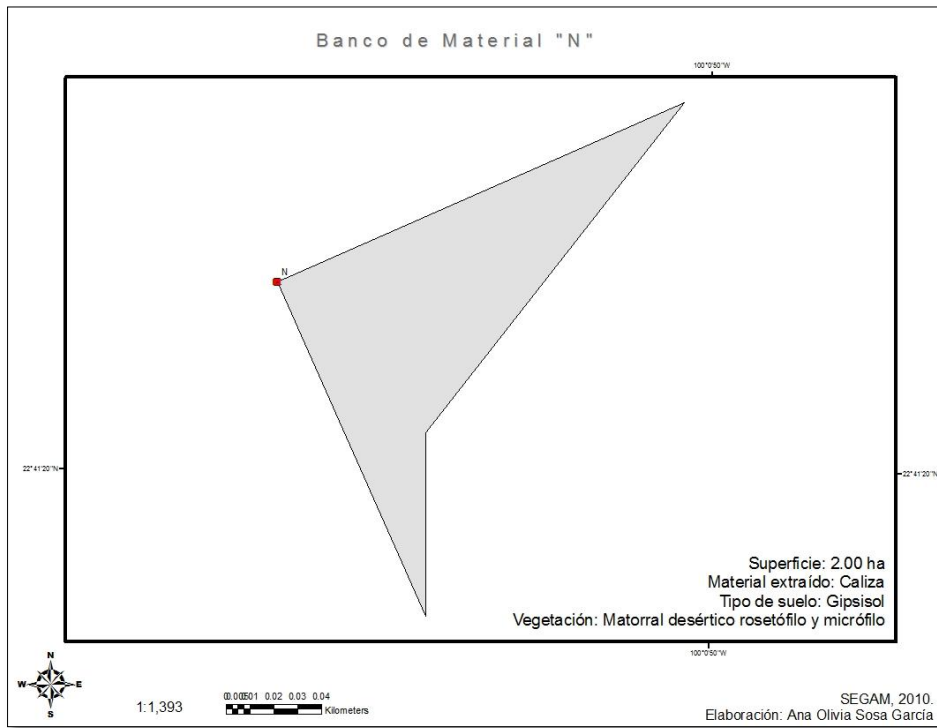 Banco de Material "N"
100°0'50"W
N
22°41'20"N
22°41'20"N
Superficie: 2.00 ha
Material extraído: Caliza
Tipo de suelo: Gipsisol
Vegetación: Matorral desértico rosetófilo y micrófilo
100°0'50"W
N
W E
S
1:1,393
0.02 0.03 0.04
Kilometers
SEGAM, 2010.
Elaboración: Ana Olivia Sosa García